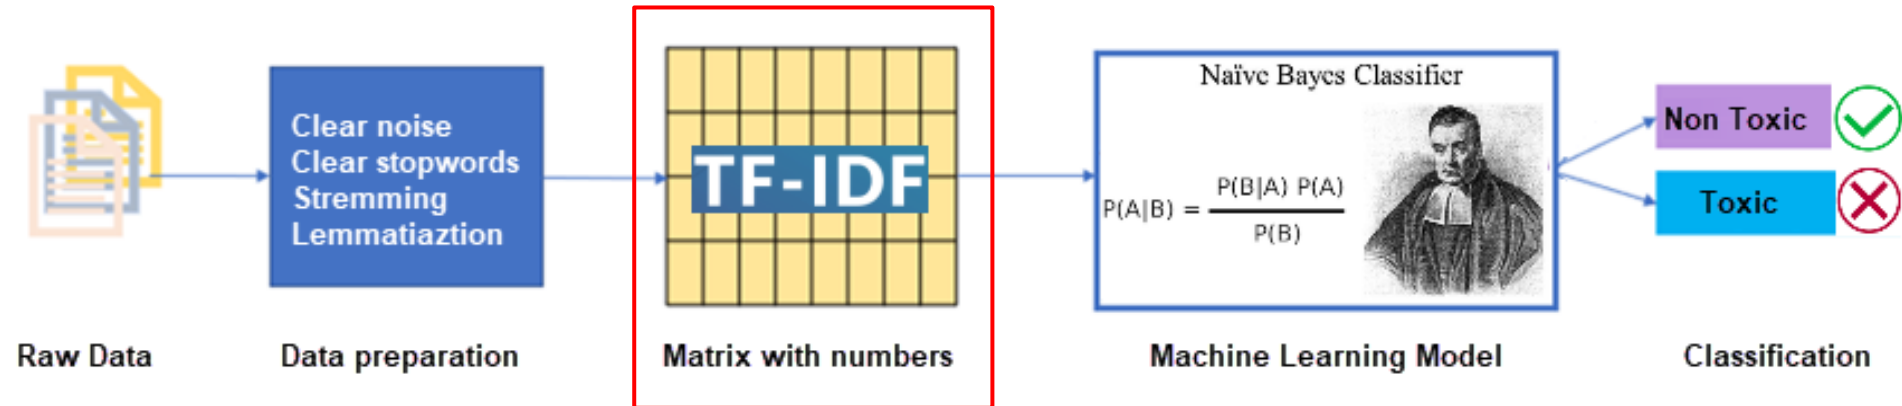 Clear noise
Clear stopwords
Stremming
Lemmatiaztion
TF-IDF
Naïve Bayes Classifier
P(A|B) = P(B|A) P(A)
P(B)
Non Toxic
Toxic
Raw Data
Data preparation
Matrix with numbers
Machine Learning Model
Classification